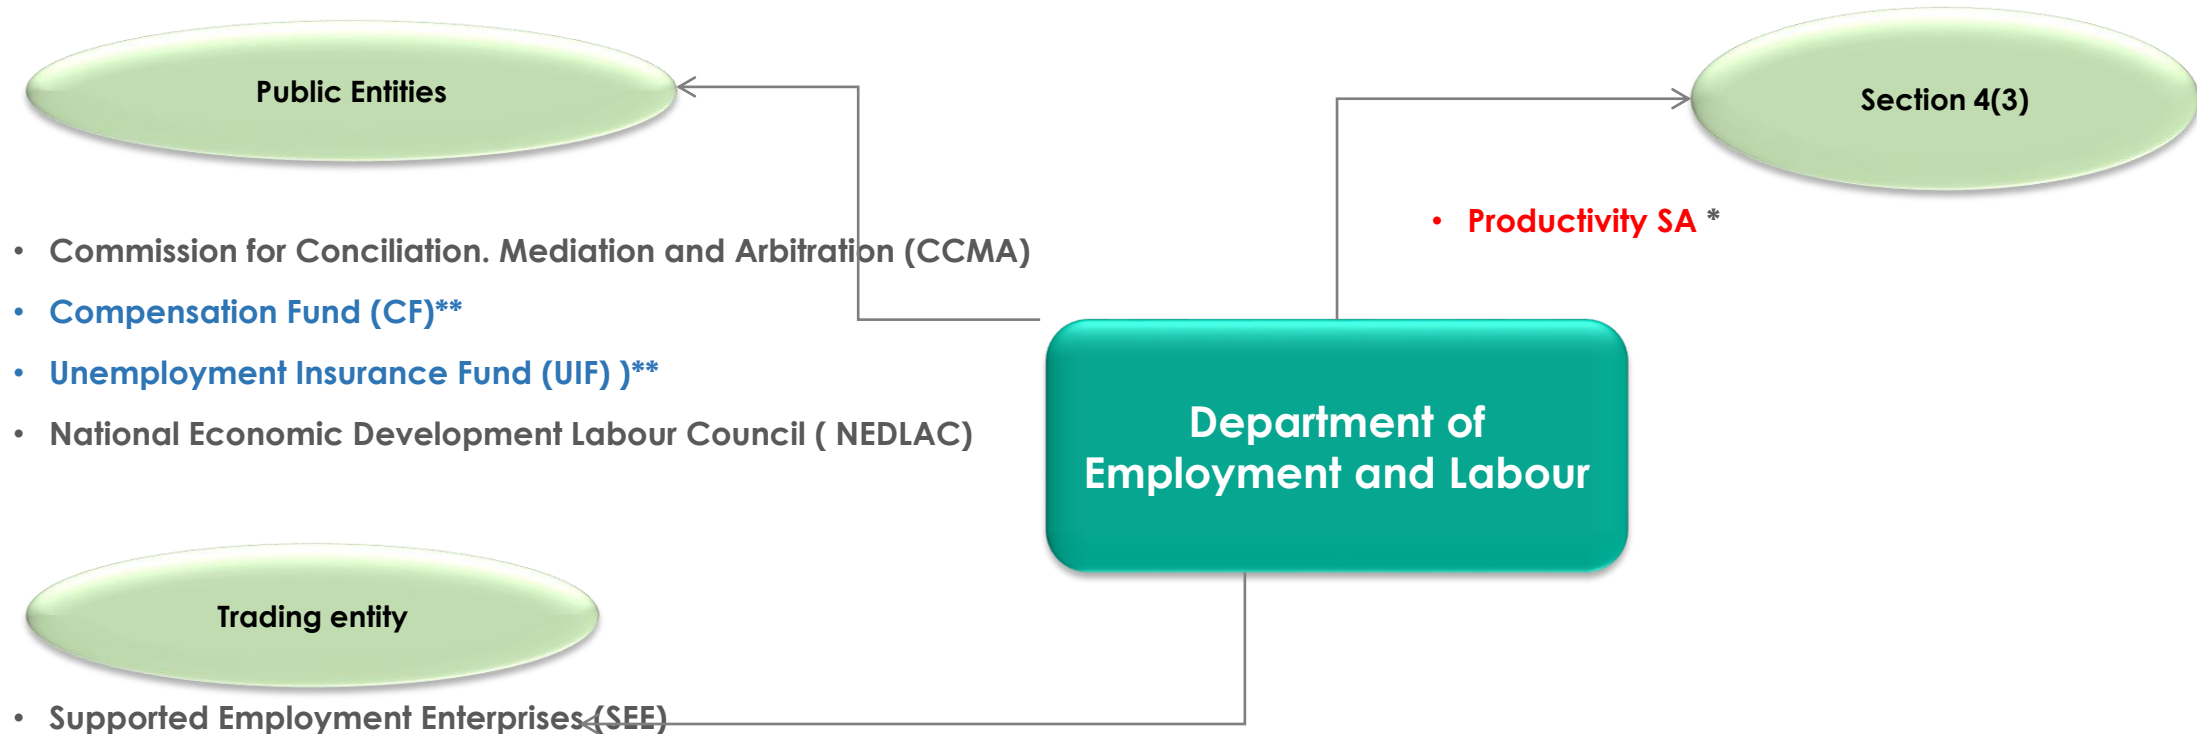 Public Entities
• Commission for Conciliation. Mediation and Arbitration (CCMA)
• Compensation Fund (CF)**
• Unemployment Insurance Fund (UIF) )**
• National Economic Development Labour Council ( NEDLAC)
Section 4(3)
• Productivity SA *
Department of
Employment and Labour
Trading entity
• Supported Employment Enterprises (SEE)